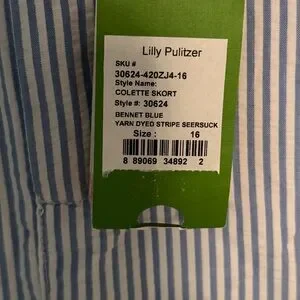 Lilly Pulitzer
SKU #
30624-420ZJ4-16
Style Name:
COLETTE SKORT
Style #: 30624
BENNET BLUE
YARN DYED STRIPE SEERSUCK
Size : 16
8 89069 34892 2